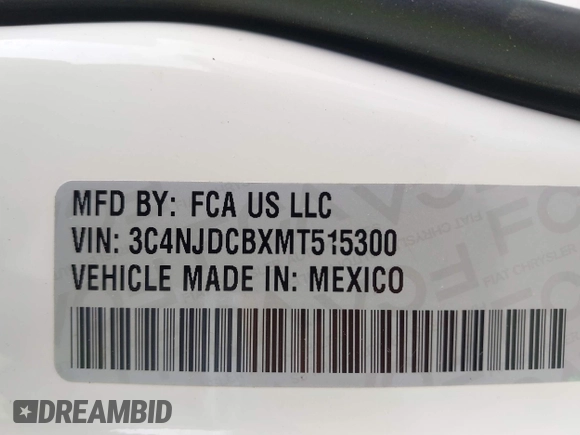 MFD BY: FCA US LLC
VIN: 3C4NJDCBXMT515300
VEHICLE MADE IN: MEXICO
DREAMBID